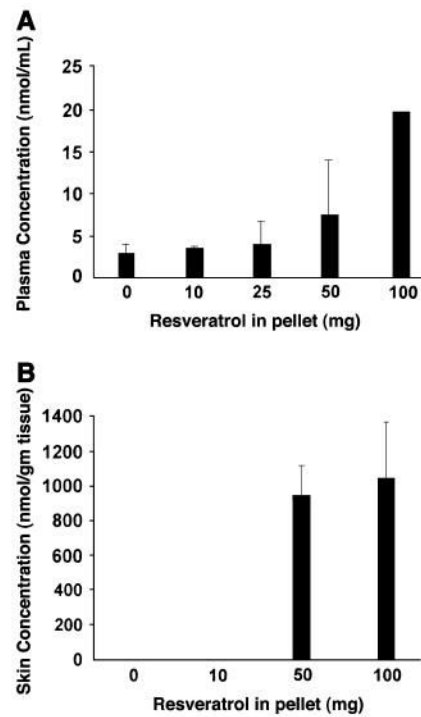 A
Plasma Concentration (nmol/mL)
25
20
15
10
5
0
0 10 25 50 100
Resveratrol in pellet (mg)
B
Skin Concentration (nmol/gm tissue)
1400
1200
1000
800
600
400
200
0
0 10 50 100
Resveratrol in pellet (mg)